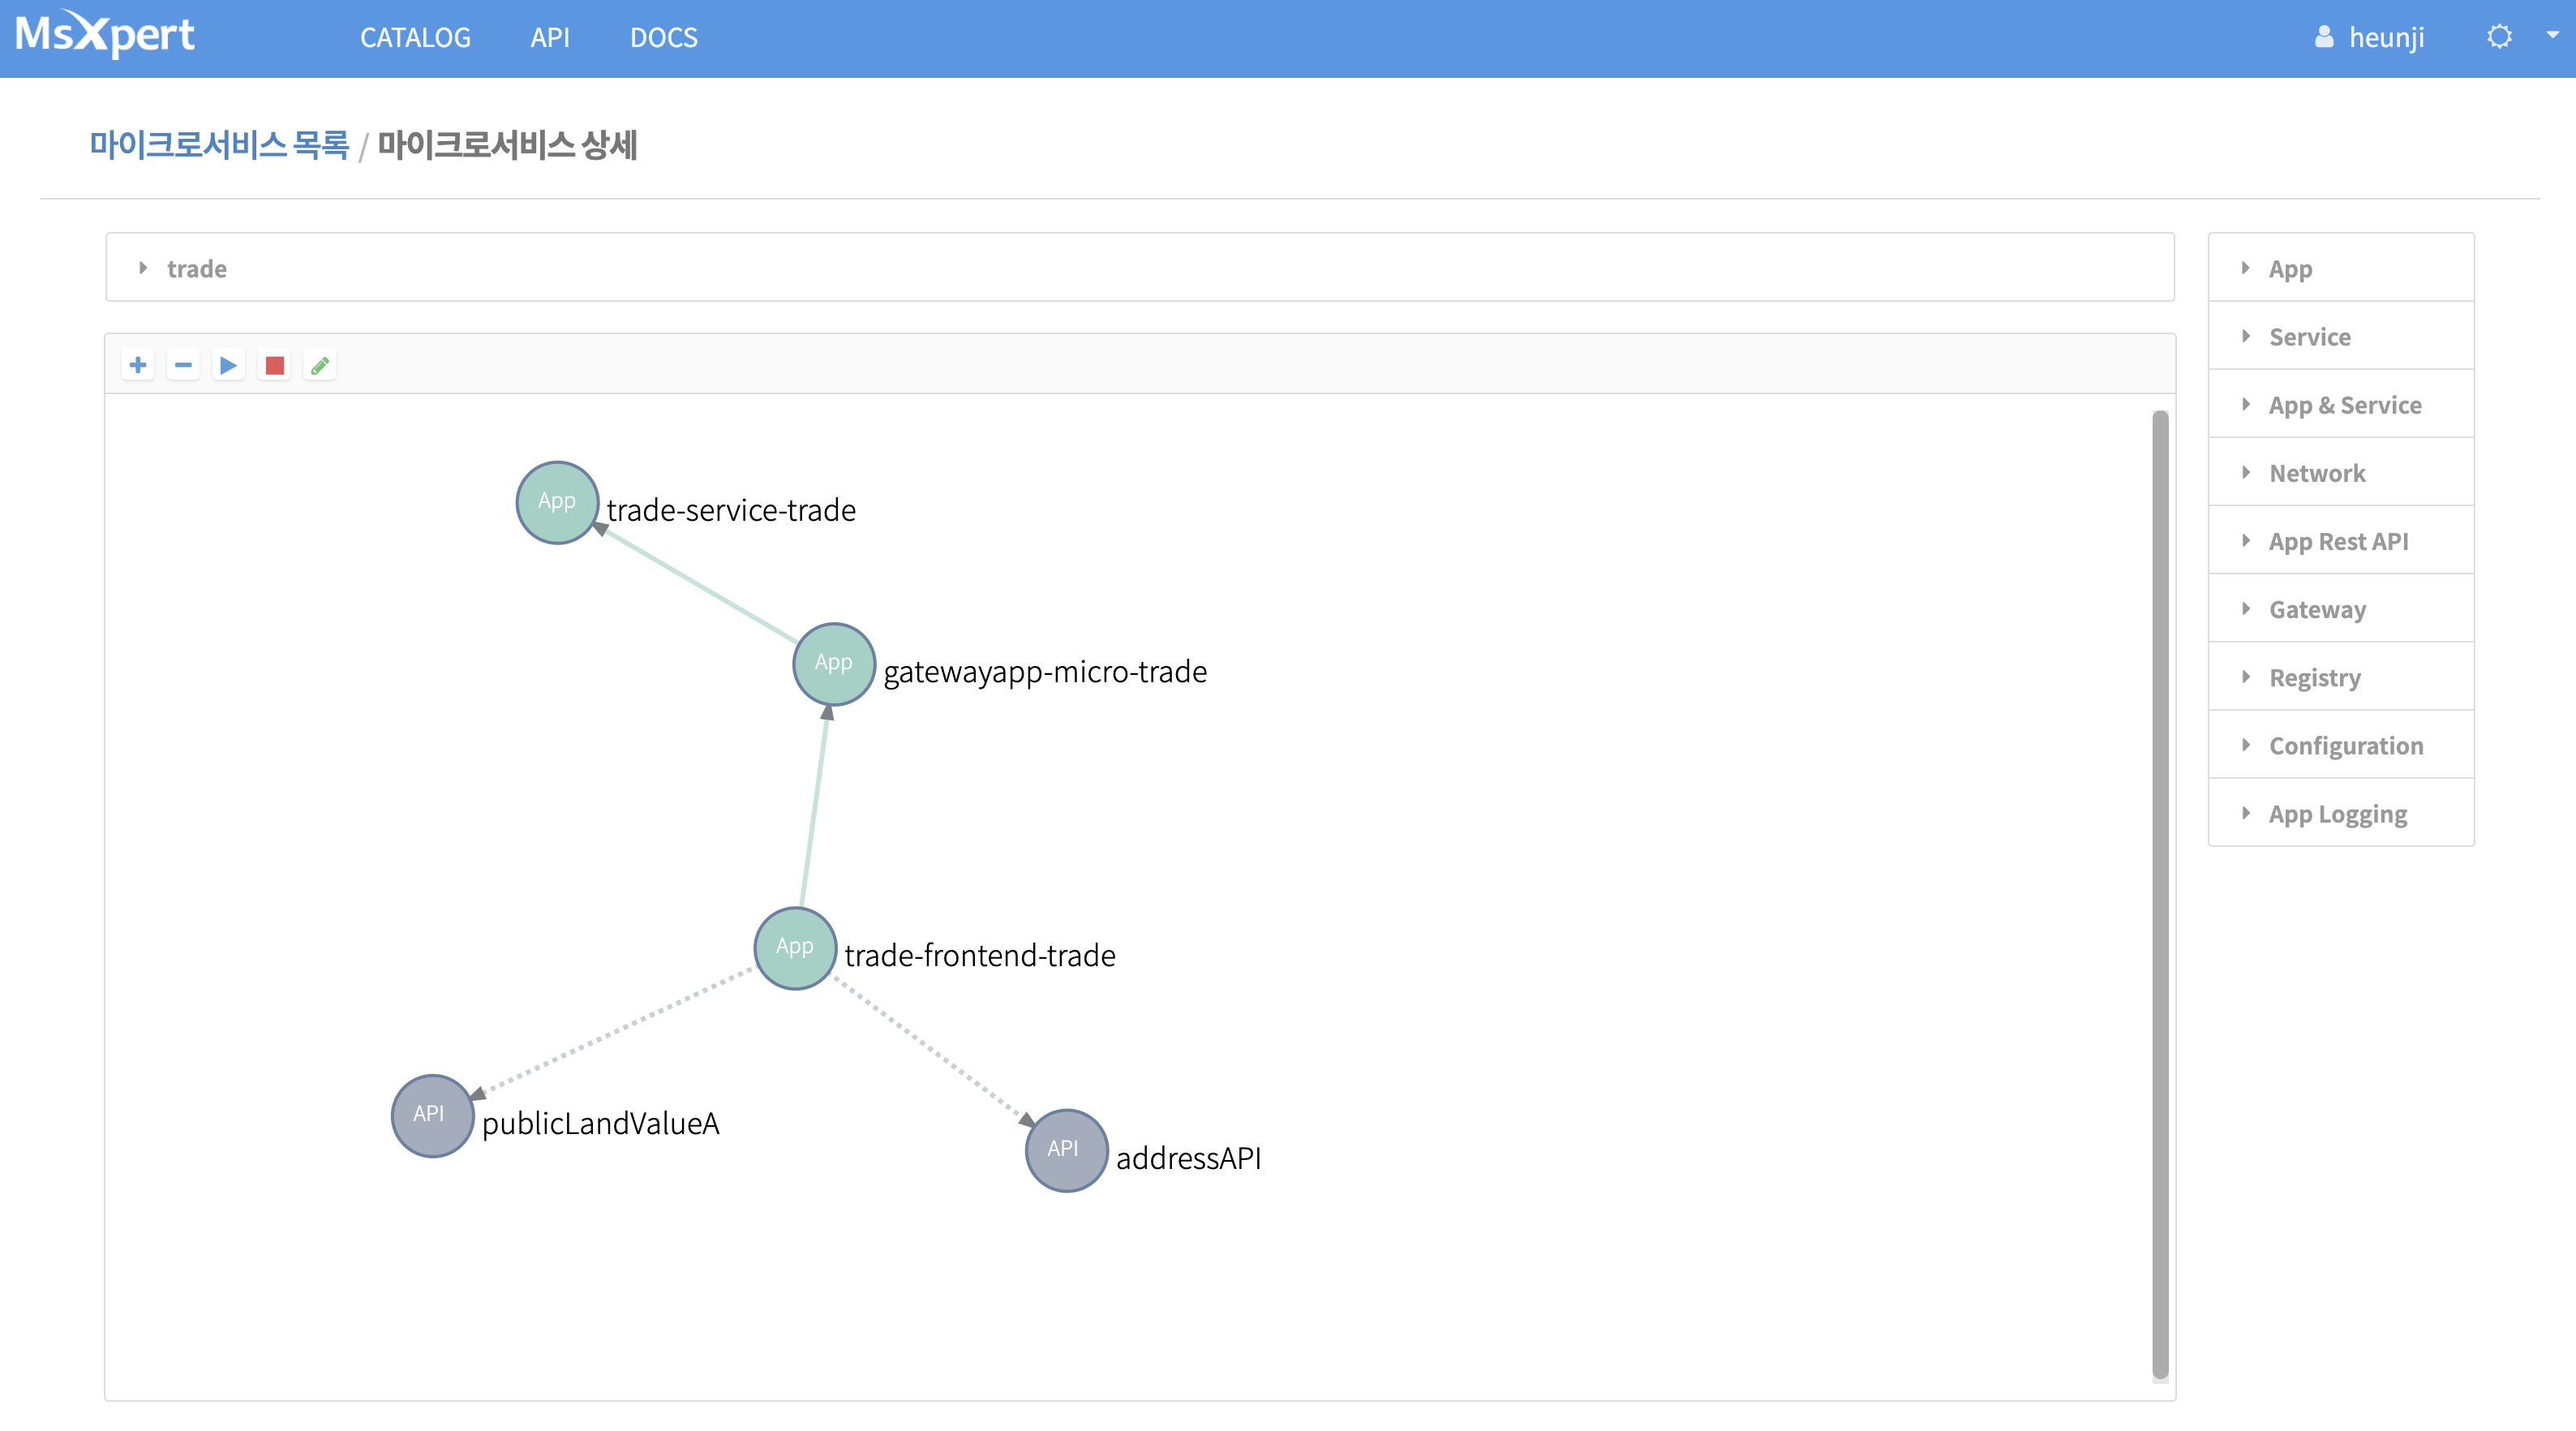 MsXpert CATALOG API DOCS heunji
마이크로서비스 목록 / 마이크로서비스 상세
trade
App
trade-service-trade
App
gatewayapp-micro-trade
App
trade-frontend-trade
API
publicLandValueA
API
addressAPI
App
Service
App & Service
Network
App Rest API
Gateway
Registry
Configuration
App Logging